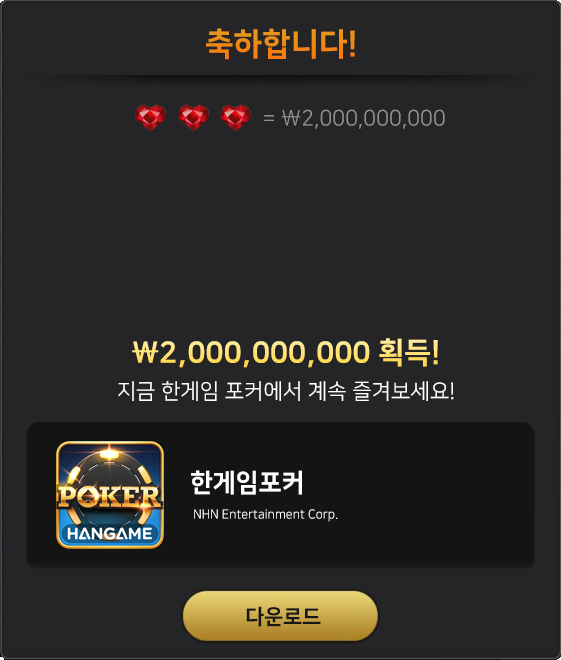 축하합니다!
= ₩2,000,000,000
₩2,000,000,000 획득!
지금 한게임 포커에서 계속 즐겨보세요!
POKER
HANGAME
한게임포커
NHN Entertainment Corp.
다운로드